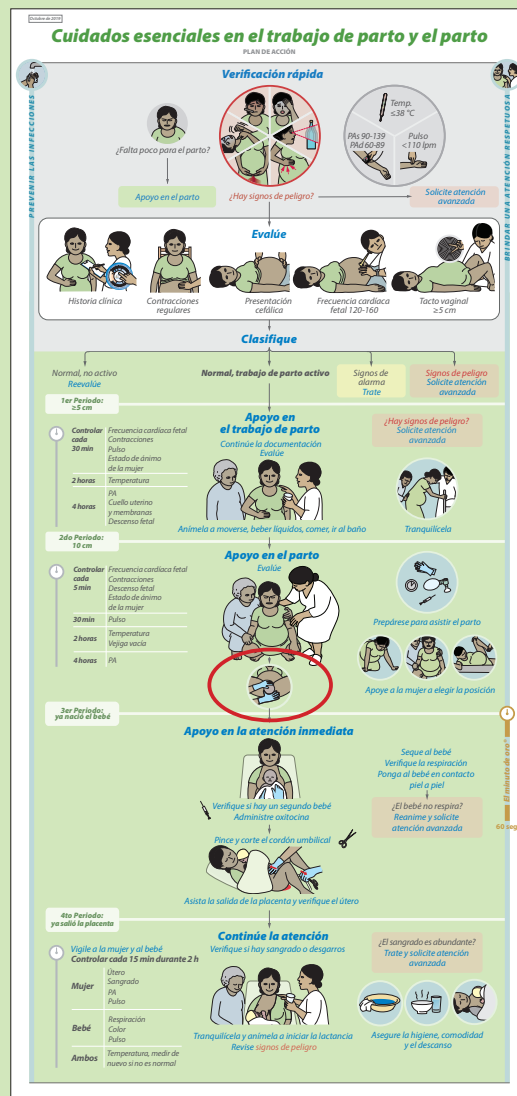 Octubre de 2019
Cuidados esenciales en el trabajo de parto y el parto
PLAN DE ACCIÓN
PREVENIR LAS INFECCIONES
BRINDAR UNA ATENCIÓN RESPETUOSA
Verificación rápida
¿Falta poco para el parto?
Temp.
≤38 °C
PAs 90-139
PAd 60-89
Pulso
<110 lpm
Apoyo en el parto
¿Hay signos de peligro?
Solicite atención
avanzada
Evalúe
Historia clínica
Contracciones
regulares
Presentación
cefálica
Frecuencia cardíaca
fetal 120-160
Tacto vaginal
≥5 cm
Clasifique
Normal, no activo
Reevalúe
Normal, trabajo de parto activo
Signos de
alarma
Trate
Signos de peligro
Solicite atención
avanzada
1er Periodo:
≥5 cm
Controlar
cada
30 min
Frecuencia cardíaca fetal
Contracciones
Pulso
Estado de ánimo
de la mujer
2 horas
Temperatura
4 horas
PA
Cuello uterino
y membranas
Descenso fetal
Apoyo en
el trabajo de parto
Continúe la documentación
Evalúe
Anímela a moverse, beber líquidos, comer, ir al baño
¿Hay signos de peligro?
Solicite atención
avanzada
Tranquilícela
2do Periodo:
10 cm
Controlar
cada
5 min
Frecuencia cardíaca fetal
Contracciones
Descenso fetal
Estado de ánimo
de la mujer
30 min
Pulso
2 horas
Temperatura
Vejiga vacía
4 horas
PA
Apoyo en el parto
Evalúe
Prepárese para asistir el parto
Apoye a la mujer a elegir la posición
3er Periodo:
ya nació el bebé
Apoyo en la atención inmediata
Verifique si hay un segundo bebé
Administre oxitocina
Pince y corte el cordón umbilical
Asista la salida de la placenta y verifique el útero
Seque al bebé
Verifique la respiración
Ponga al bebé en contacto
piel a piel
¿El bebé no respira?
Reanime y solicite
atención avanzada
El minuto de oro®
60 seg
4to Periodo:
ya salió la placenta
Vigile a la mujer y al bebé
Controlar cada 15 min durante 2 h
Mujer
Útero
Sangrado
PA
Pulso
Bebé
Respiración
Color
Pulso
Ambos
Temperatura, medir de
nuevo si no es normal
Continúe la atención
Verifique si hay sangrado o desgarros
Tranquilícela y anímela a iniciar la lactancia
Revise signos de peligro
¿El sangrado es abundante?
Trate y solicite atención
avanzada
Asegure la higiene, comodidad
y el descanso